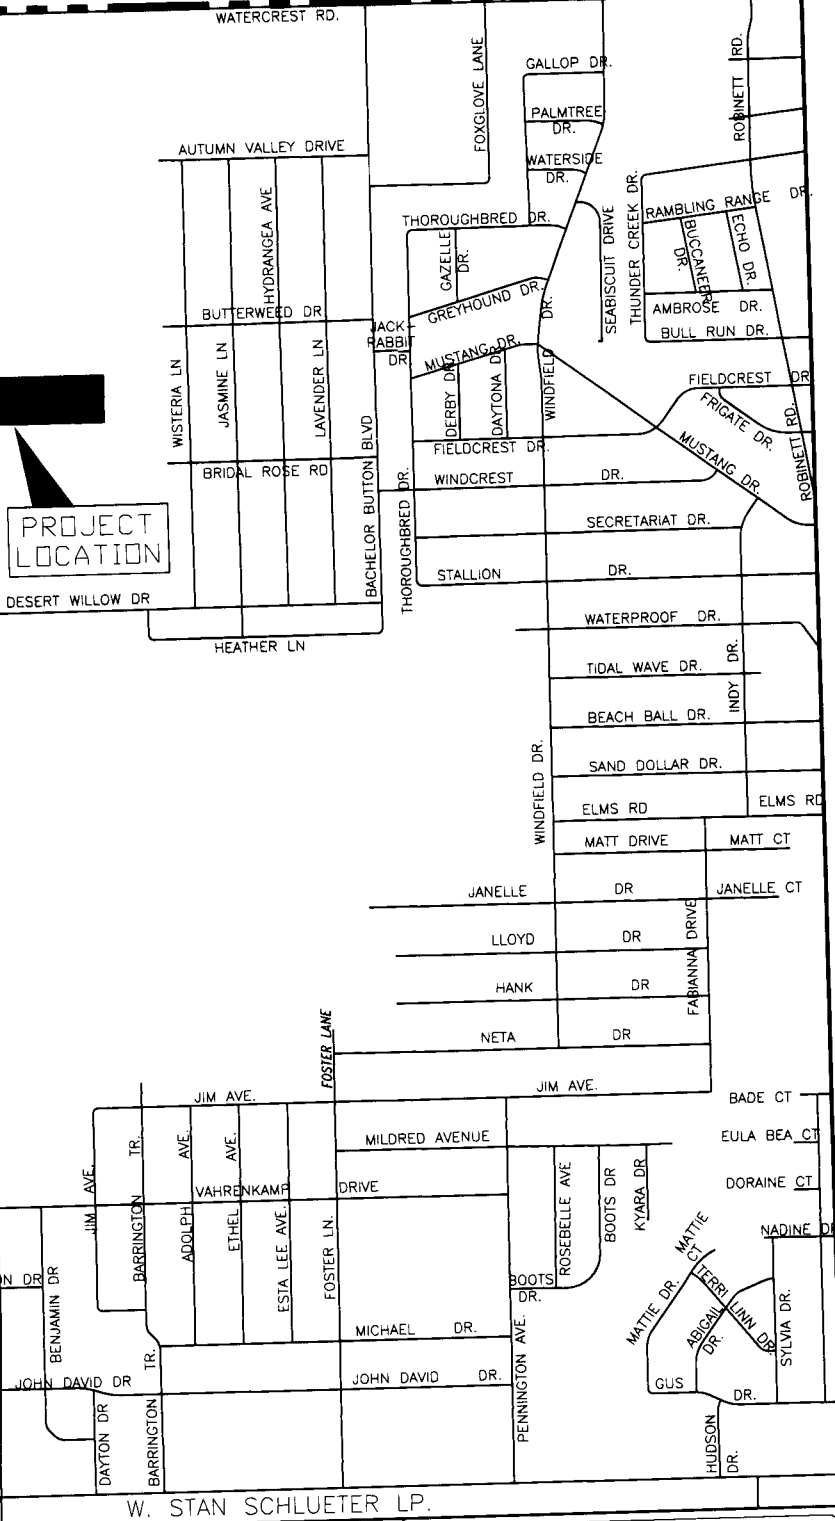 WATERCREST RD.
FOXGLOVE LANE
GALLOP DR.
PALMTREE
DR.
WATERSIDE
DR.
ROBINETT RD.
AUTUMN VALLEY DRIVE
HYDRANGEA AVE
THOROUGHBRED DR.
GAZELLE
DR.
SEABISCUIT DRIVE
THUNDER CREEK DR.
RAMBLING RANGE DR.
BUCCANEER
DR.
ECHO DR.
AMBROSE DR.
BULL RUN DR.
BUTTERWEED DR
GREYHOUND DR.
JACK-
RABBIT
DR.
MUSTANG DR.
WINDFIELD DR.
WISTERIA LN
JASMINE LN
LAVENDER LN
DERBY DR.
DAYTONA DR.
FIELDCREST DR
FRIGATE DR.
MUSTANG DR.
ROBINETT RD.
FIELDCREST DR.
BRIDAL ROSE RD
BACHELOR BUTTON BLVD
THOROUGHBRED DR.
WINDCREST DR.
SECRETARIAT DR.
PROJECT
LOCATION
STALLION DR.
DESERT WILLOW DR
WATERPROOF DR.
HEATHER LN
TIDAL WAVE DR.
INDY DR.
BEACH BALL DR.
WINDFIELD DR.
SAND DOLLAR DR.
ELMS RD
ELMS RD
MATT DRIVE
MATT CT
JANELLE DR
JANELLE CT
LLOYD DR
FABIANNA DRIVE
HANK DR
NETA DR
FOSTER LANE
JIM AVE.
JIM AVE.
BADE CT
MILDRED AVENUE
EULA BEA CT
JIM AVE.
BARRINGTON TR.
ADOLPH AVE.
ETHEL AVE.
VAHRENKAMP DRIVE
ESTA LEE AVE.
FOSTER LN.
ROSEBELLE AVE
BOOTS DR
KYARA DR
DORAINE CT
NADINE DR
MATTIE
CT
ON DR
BENJAMIN DR
BOOTS
DR.
MATTIE DR.
TERRI LINN DR.
ABIGAIL
DR.
SYLVIA DR.
MICHAEL DR.
PENNINGTON AVE.
JOHN DAVID DR
JOHN DAVID DR.
GUS DR.
DAYTON DR
BARRINGTON TR.
HUDSON
DR.
W. STAN SCHLUETER LP.